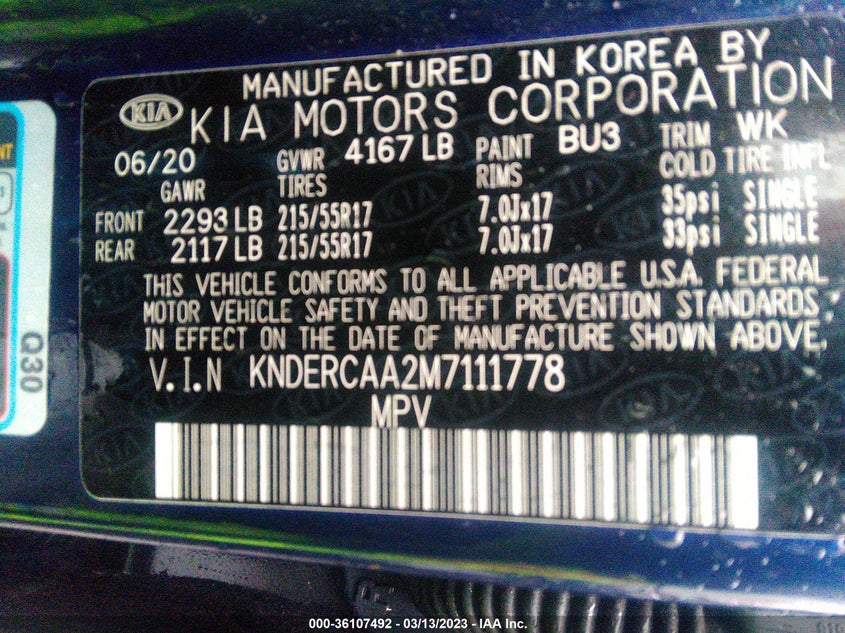 MANUFACTURED IN KOREA BY
KIA KIA MOTORS CORPORATION
06/20 GVWR 4167 LB PAINT BU3 TRIM WK
GAWR TIRES RIMS COLD TIRE INFL
FRONT 2293 LB 215/55R17 7.0Jx17 35psi SINGLE
REAR 2117 LB 215/55R17 7.0Jx17 33psi SINGLE
THIS VEHICLE CONFORMS TO ALL APPLICABLE U.S.A. FEDERAL
MOTOR VEHICLE SAFETY AND THEFT PREVENTION STANDARDS
IN EFFECT ON THE DATE OF MANUFACTURE SHOWN ABOVE.
V.I.N KNDERCAA2M7111778
MPV
Q30
000-36107492 - 03/13/2023 - IAA Inc.